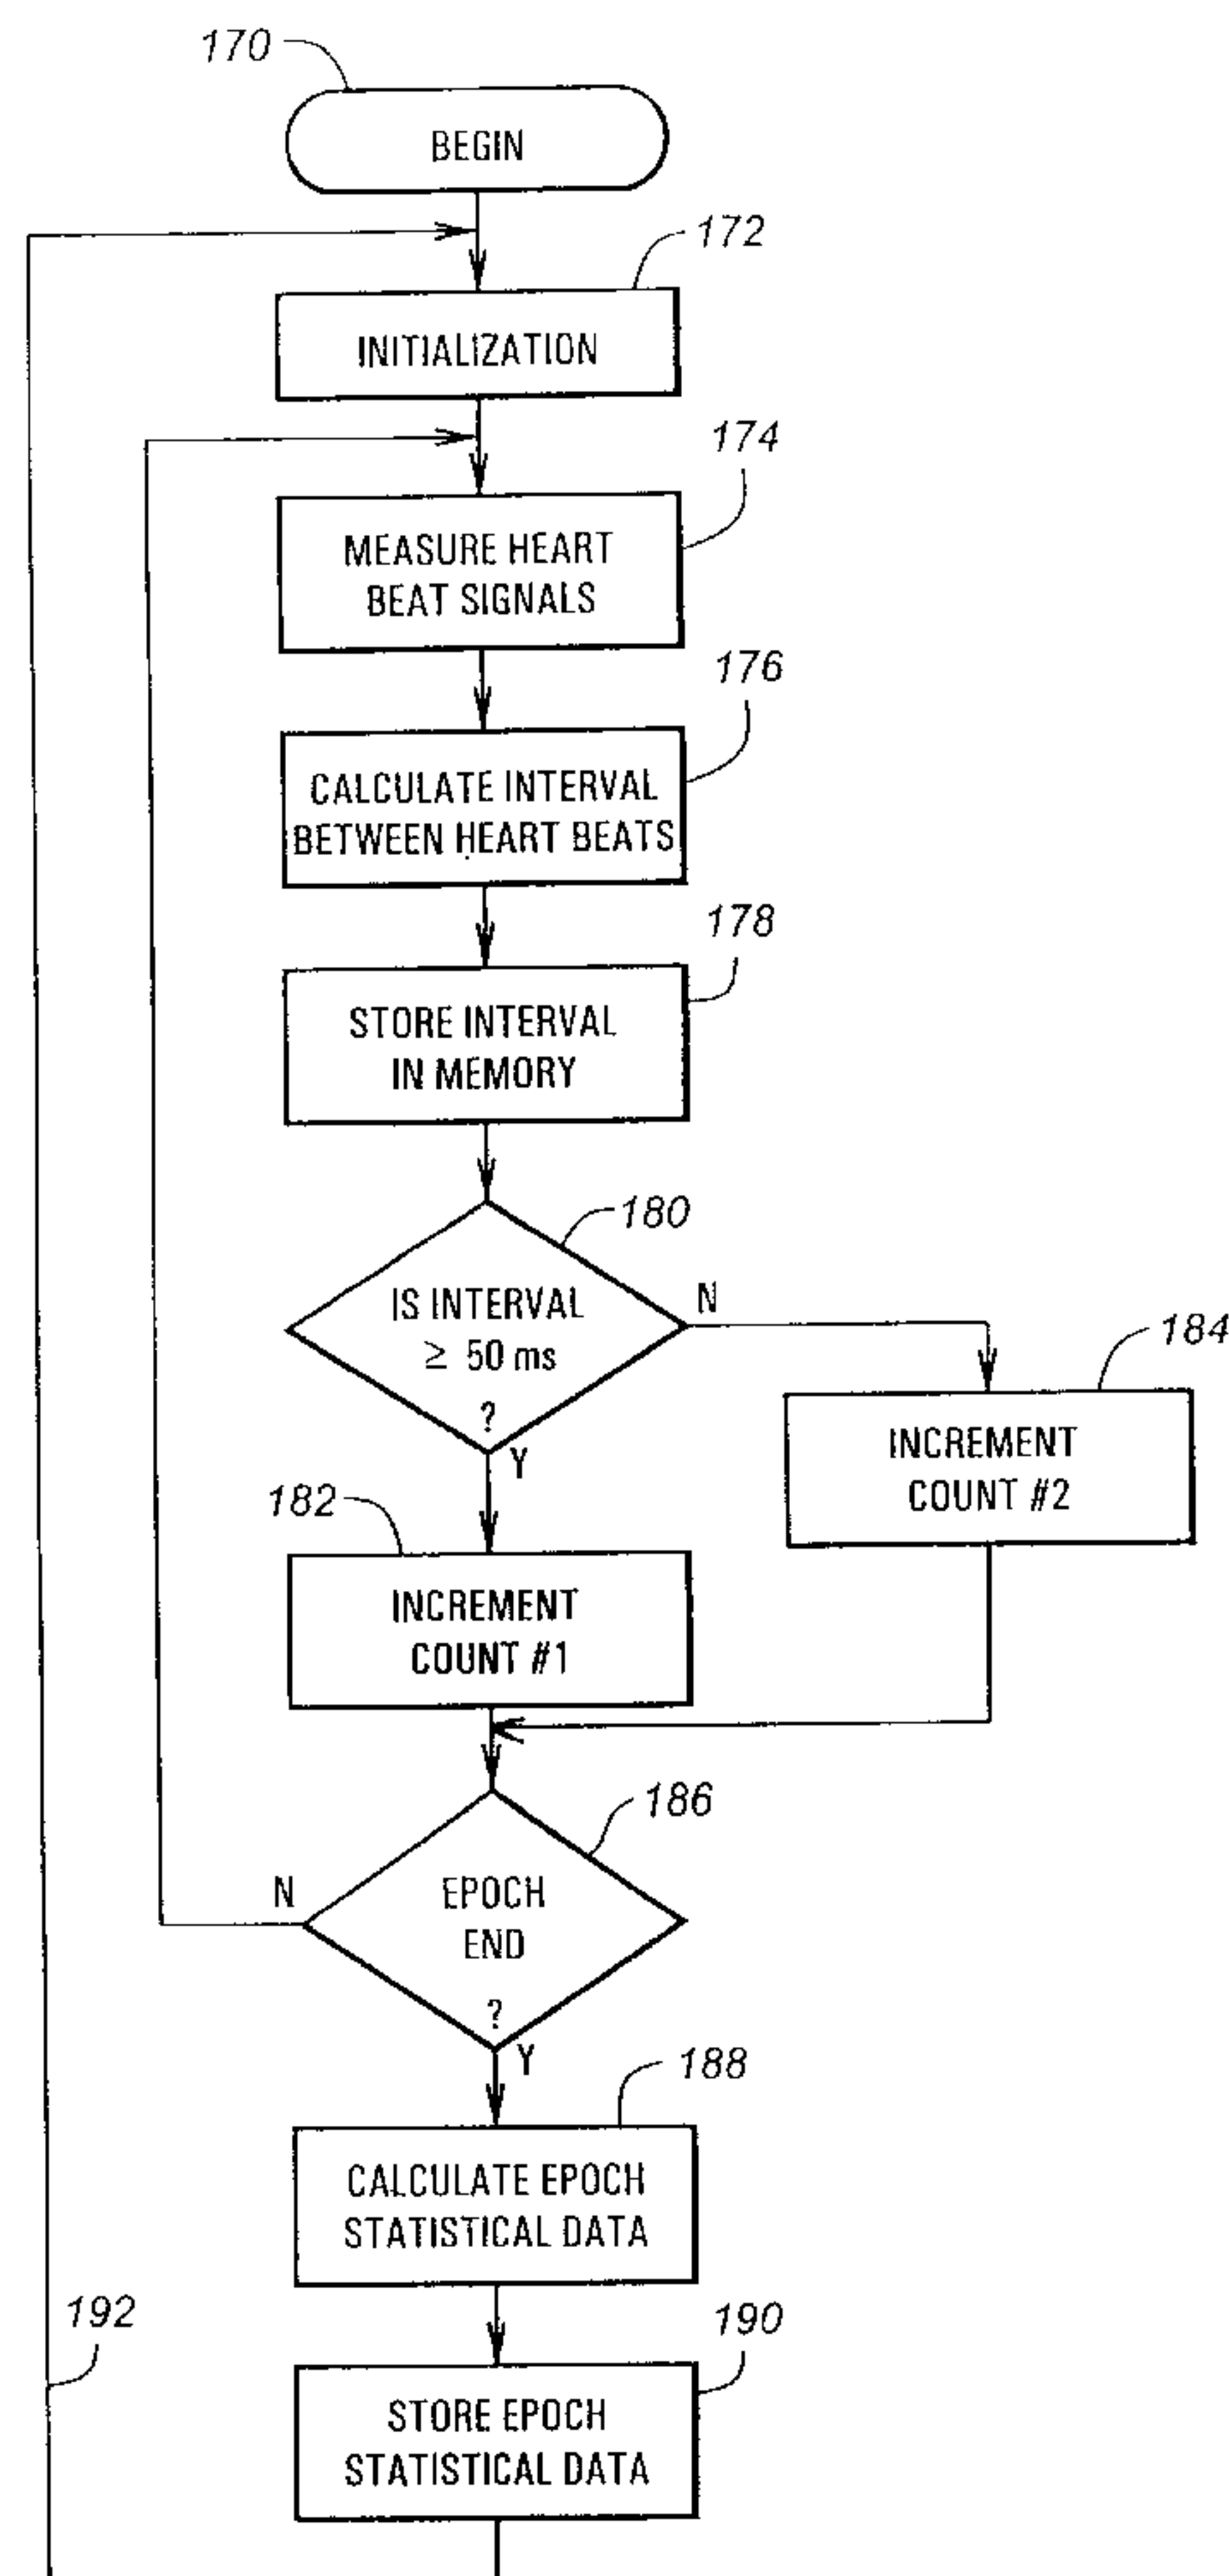 170
BEGIN
172
INITIALIZATION
174
MEASURE HEART
BEAT SIGNALS
176
CALCULATE INTERVAL
BETWEEN HEART BEATS
178
STORE INTERVAL
IN MEMORY
180
IS INTERVAL
≥ 50 ms
?
N
Y
184
INCREMENT
COUNT #2
182
INCREMENT
COUNT #1
186
EPOCH
END
?
N
Y
188
CALCULATE EPOCH
STATISTICAL DATA
190
STORE EPOCH
STATISTICAL DATA
192